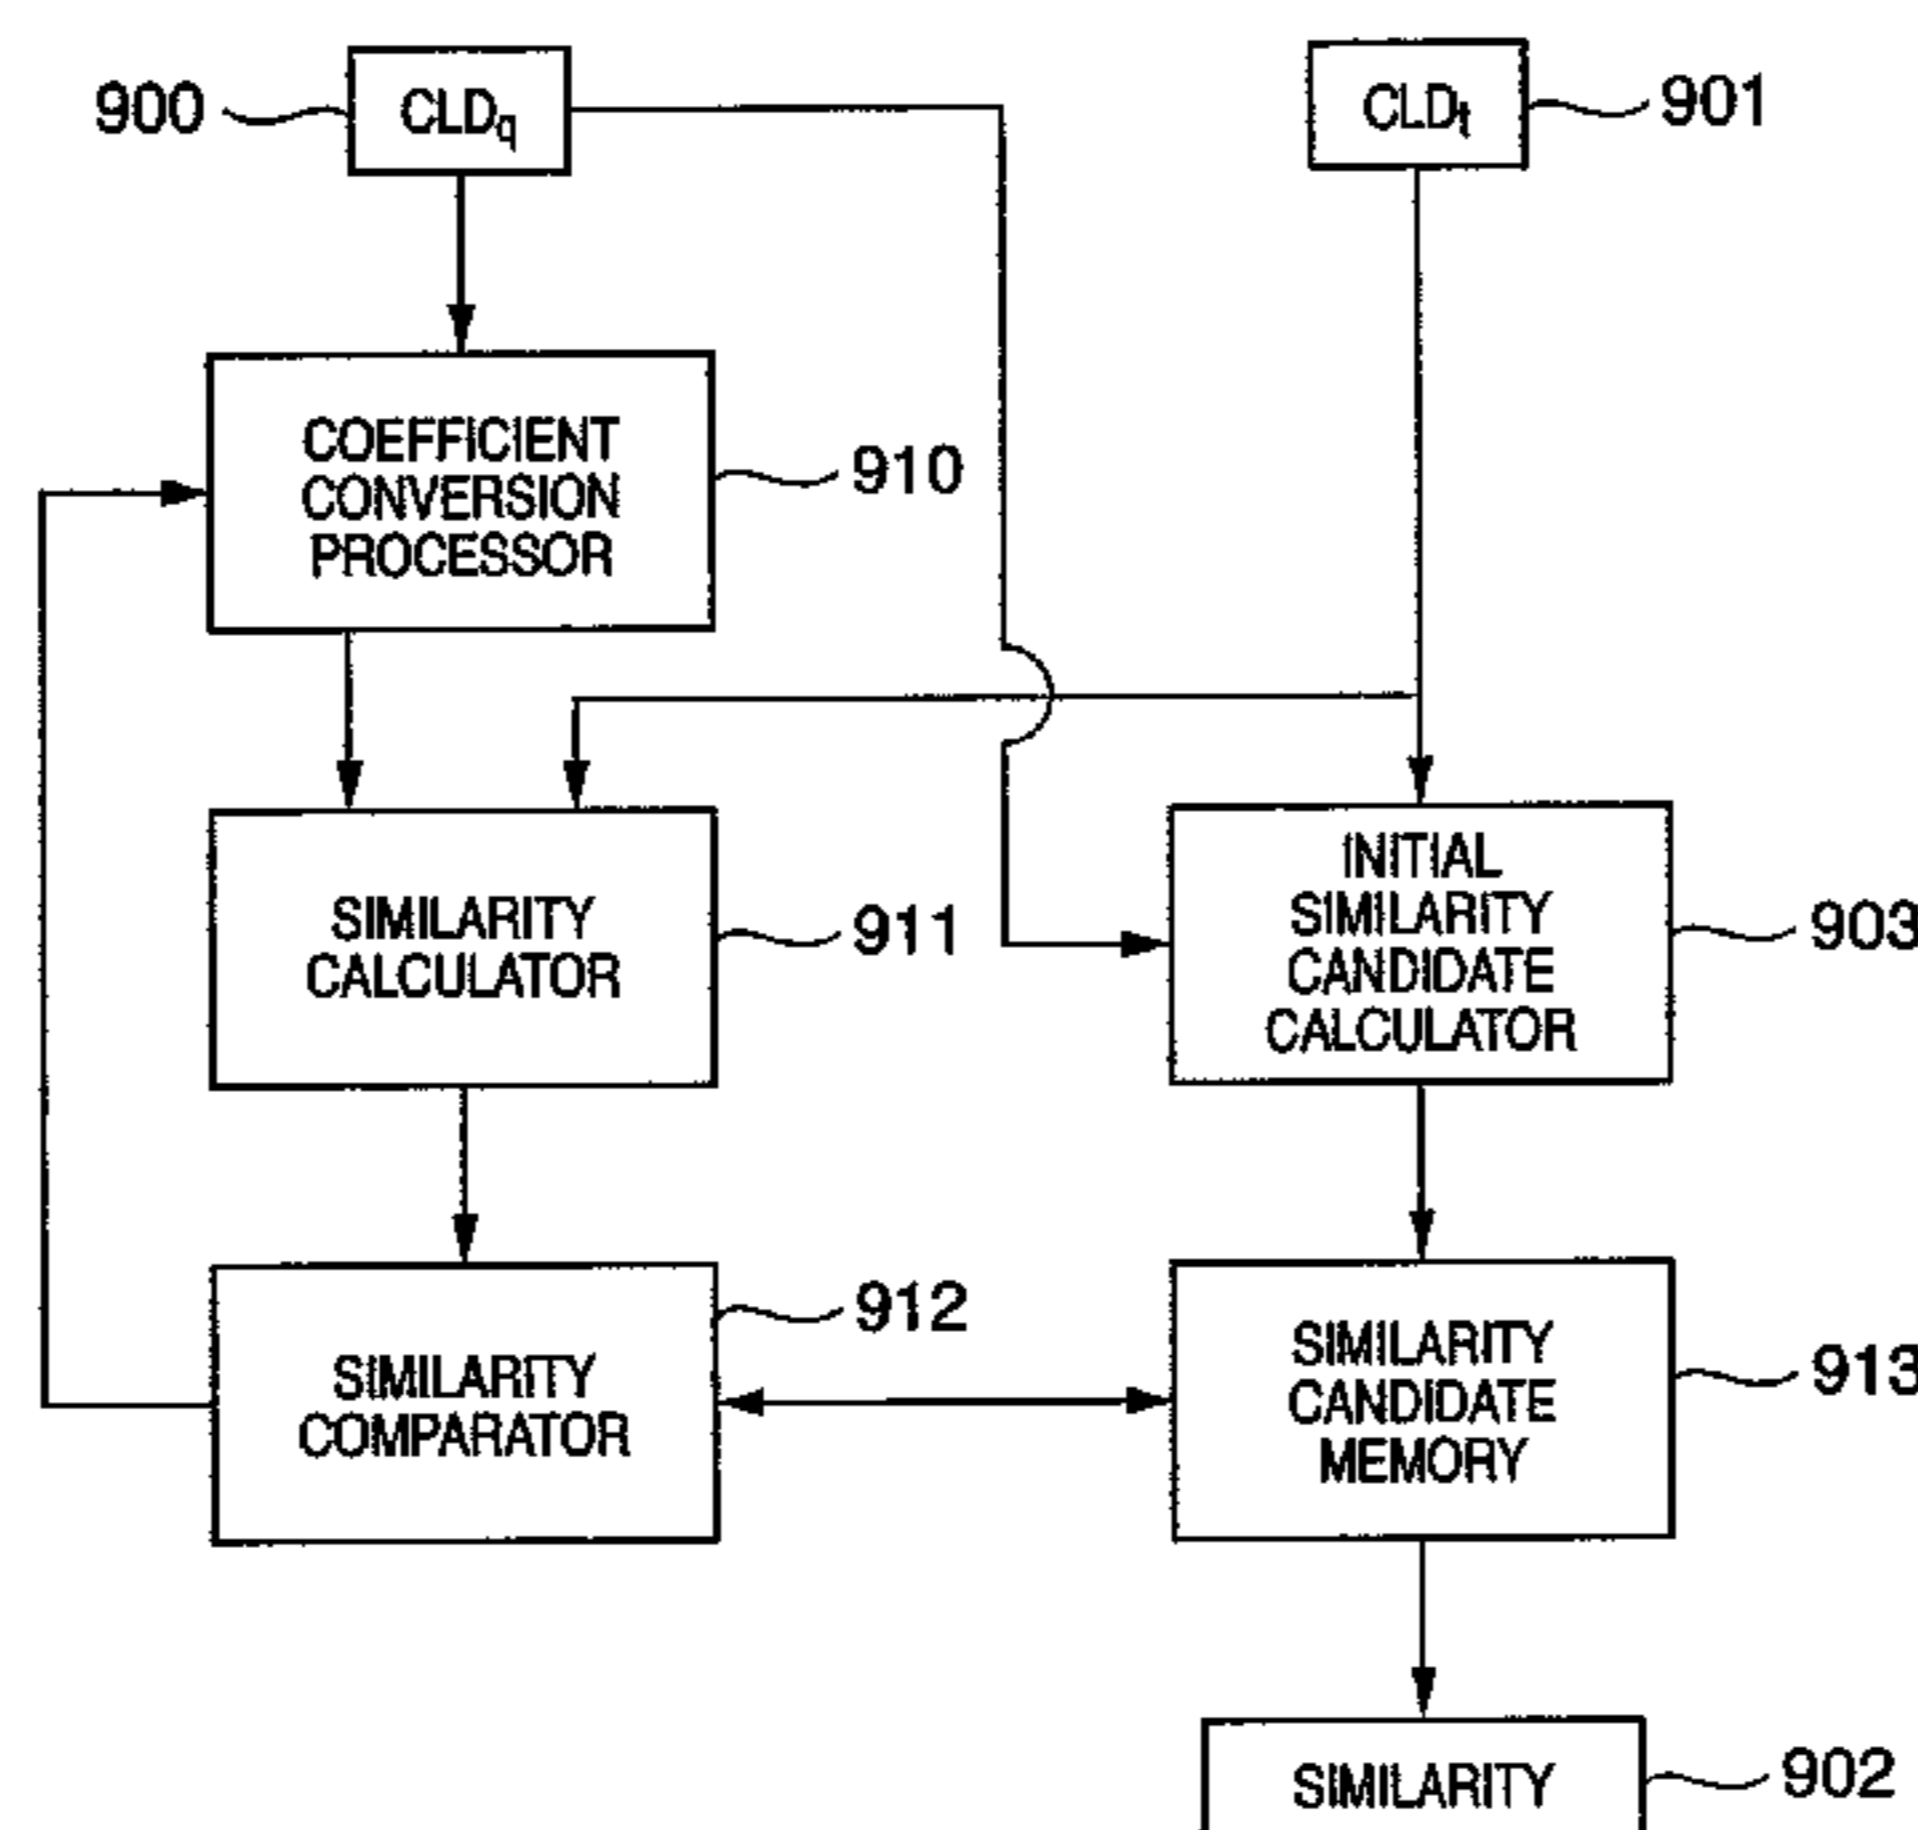 900
CLDq
CLDt
901
COEFFICIENT
CONVERSION
PROCESSOR
910
SIMILARITY
CALCULATOR
911
INITIAL
SIMILARITY
CANDIDATE
CALCULATOR
903
SIMILARITY
COMPARATOR
912
SIMILARITY
CANDIDATE
MEMORY
913
SIMILARITY
902